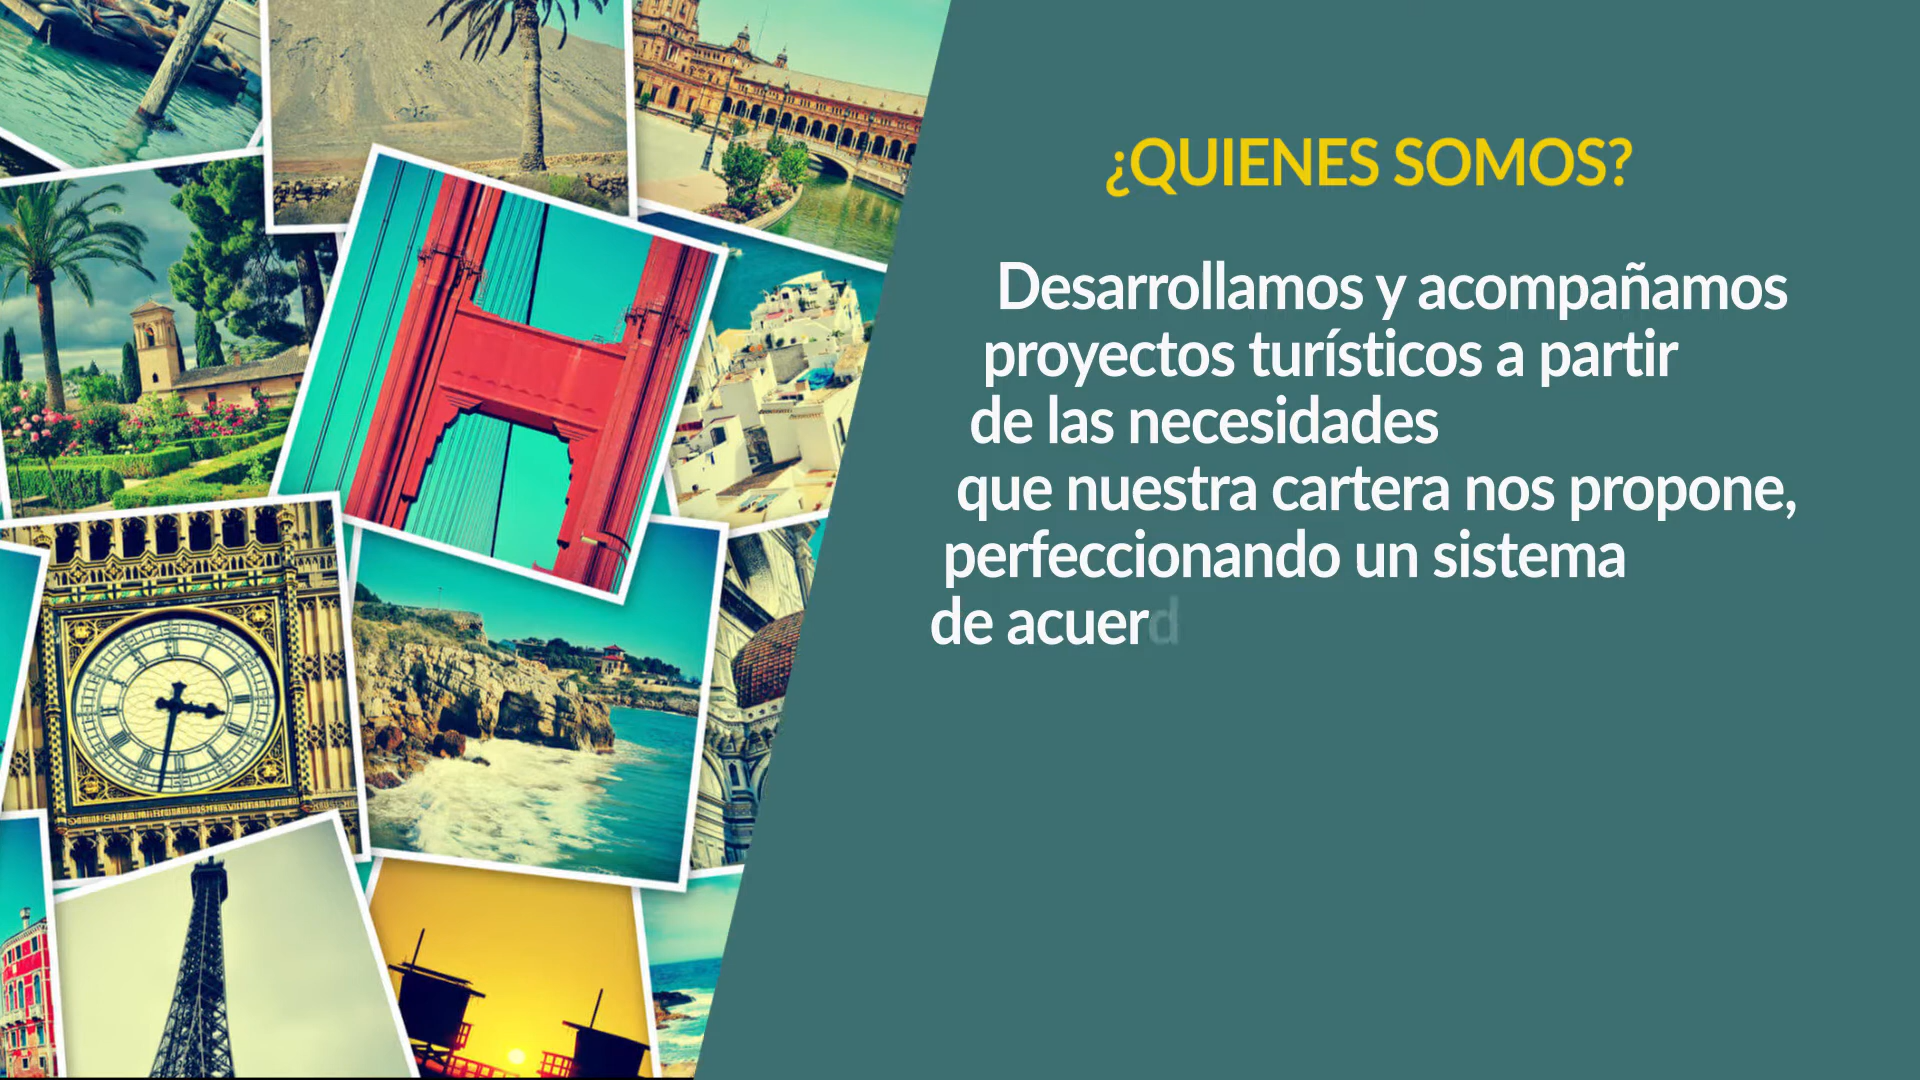 ¿QUIENES SOMOS?
Desarrollamos y acompañamos
proyectos turísticos a partir
de las necesidades
que nuestra cartera nos propone,
perfeccionando un sistema
de acuerd